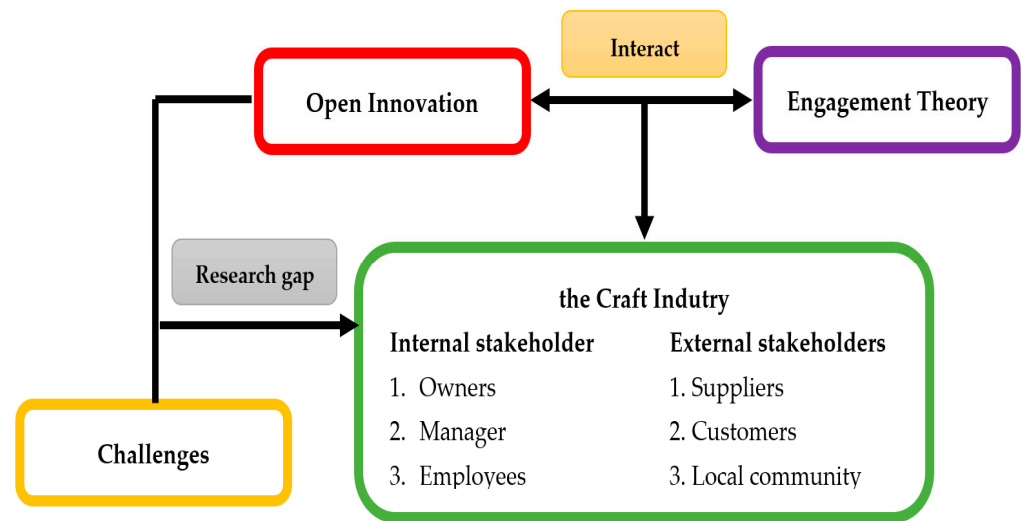 Interact
Open Innovation
Engagement Theory
Research gap
the Craft Indutry
Internal stakeholder
1. Owners
2. Manager
3. Employees
External stakeholders
1. Suppliers
2. Customers
3. Local community
Challenges